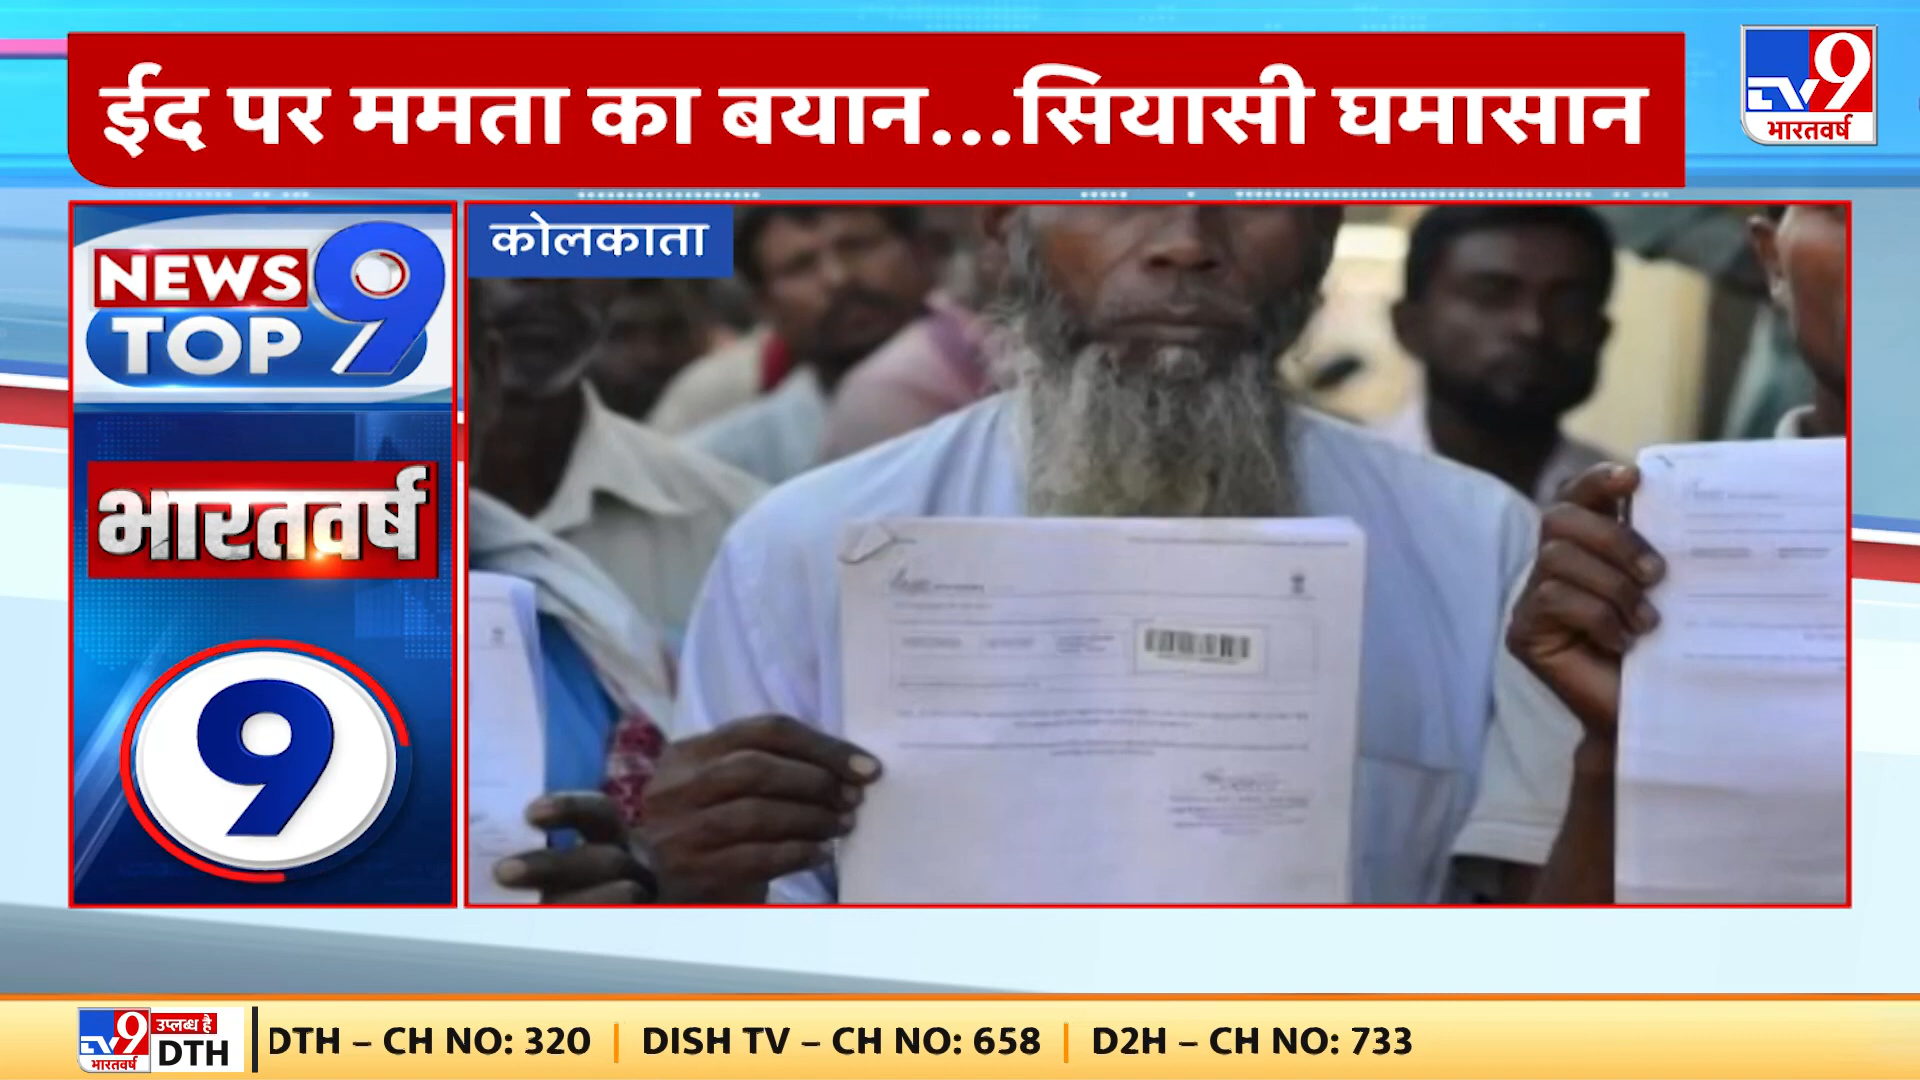 ईद पर ममता का बयान...सियासी घमासान
TV9
भारतवर्ष
NEWS 9
TOP
कोलकाता
भारतवर्ष
9
TV9 भारतवर्ष उपलब्ध है DTH
DTH – CH NO: 320 | DISH TV – CH NO: 658 | D2H – CH NO: 733